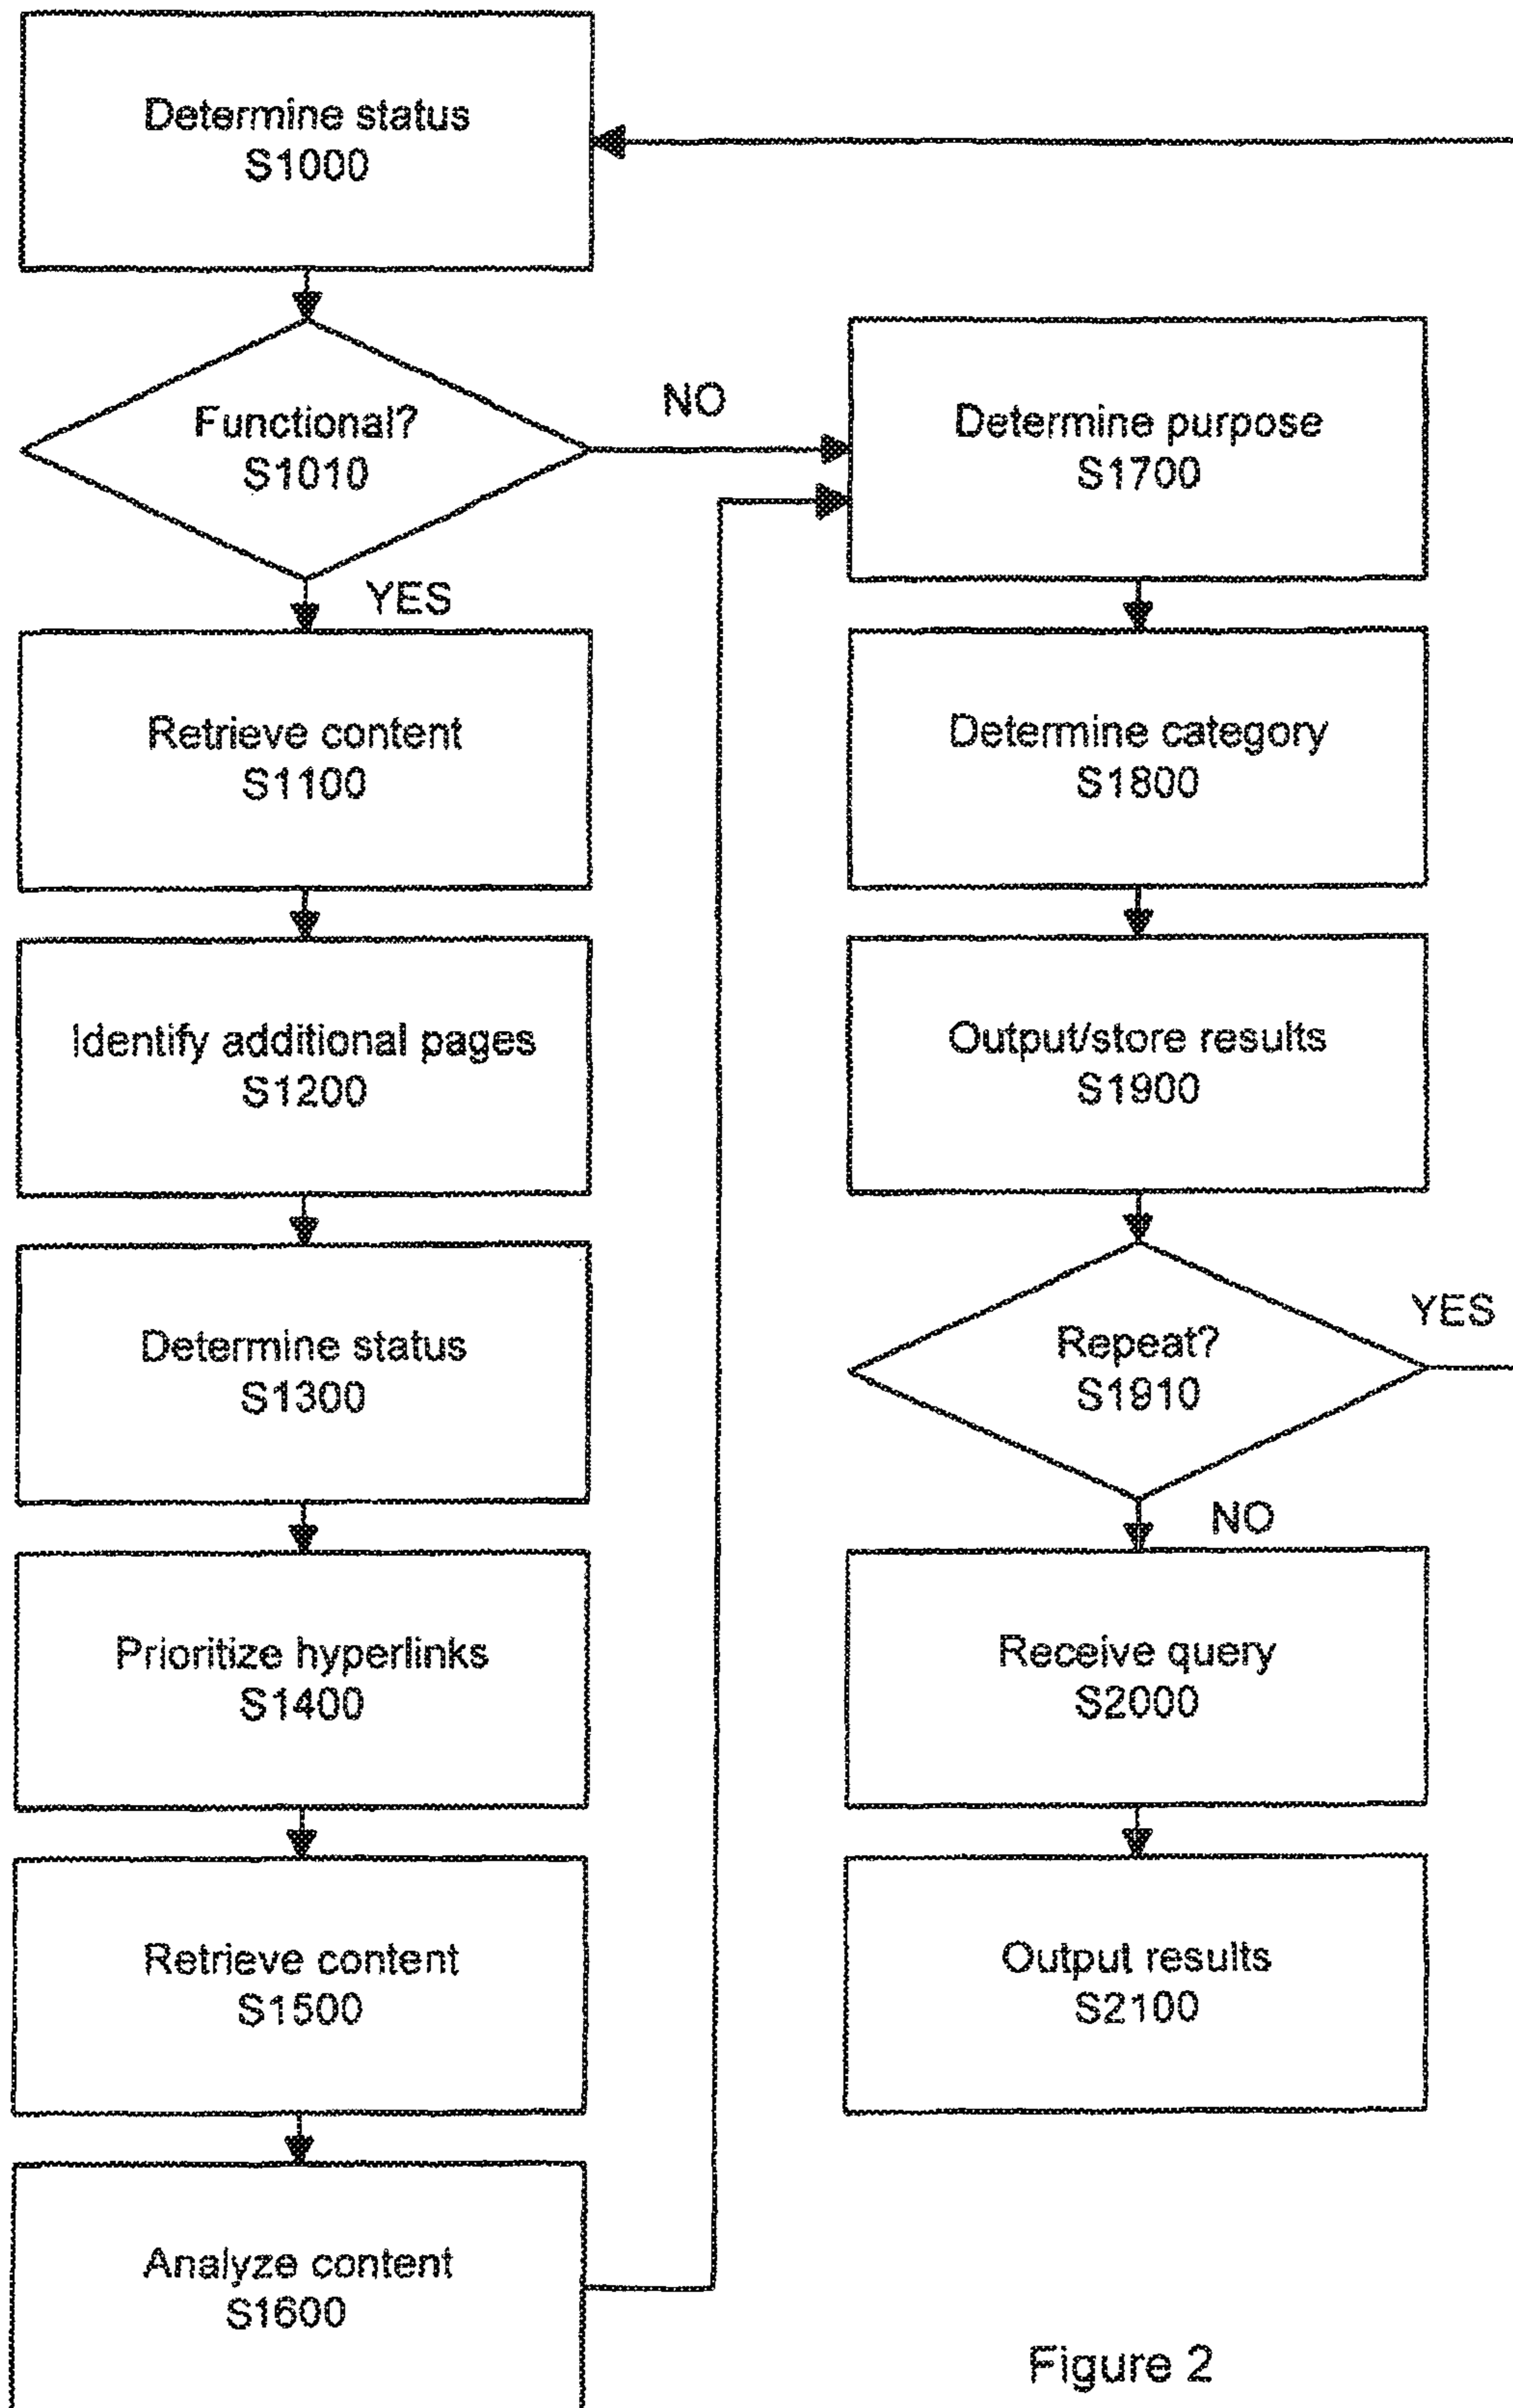 Determine status
S1000
Functional?
S1010
NO
YES
Retrieve content
S1100
Identify additional pages
S1200
Determine status
S1300
Prioritize hyperlinks
S1400
Retrieve content
S1500
Analyze content
S1600
Determine purpose
S1700
Determine category
S1800
Output/store results
S1900
Repeat?
S1910
YES
NO
Receive query
S2000
Output results
S2100
Figure 2